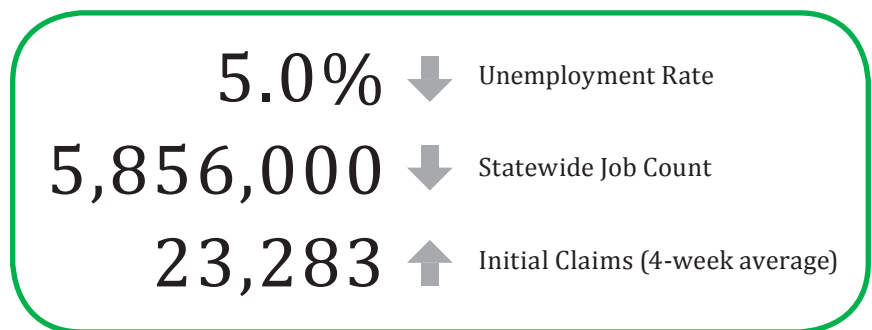 5.0% Unemployment Rate
5,856,000 Statewide Job Count
23,283 Initial Claims (4-week average)